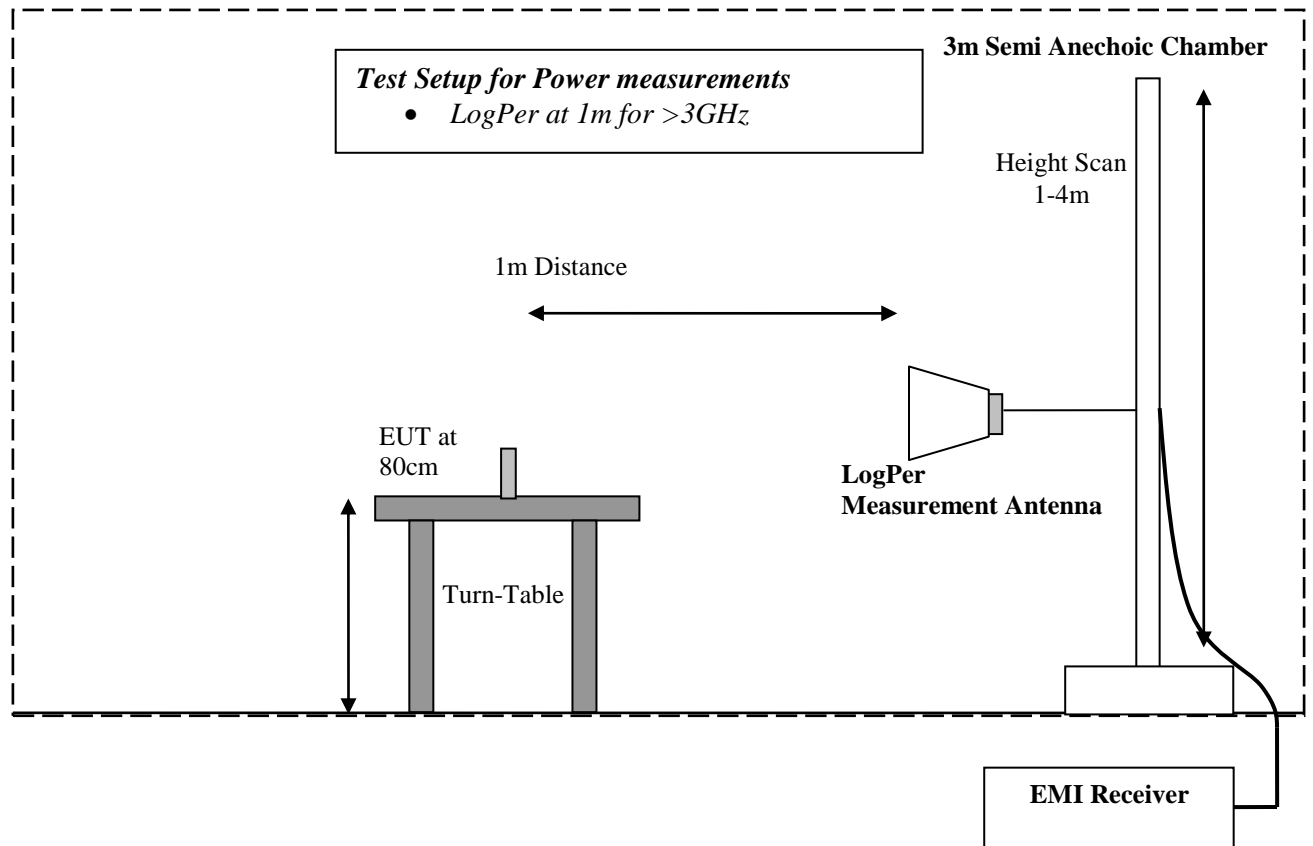 3m Semi Anechoic Chamber
Test Setup for Power measurements
• LogPer at 1m for >3GHz
Height Scan
1-4m
1m Distance
EUT at
80cm
LogPer
Measurement Antenna
Turn-Table
EMI Receiver